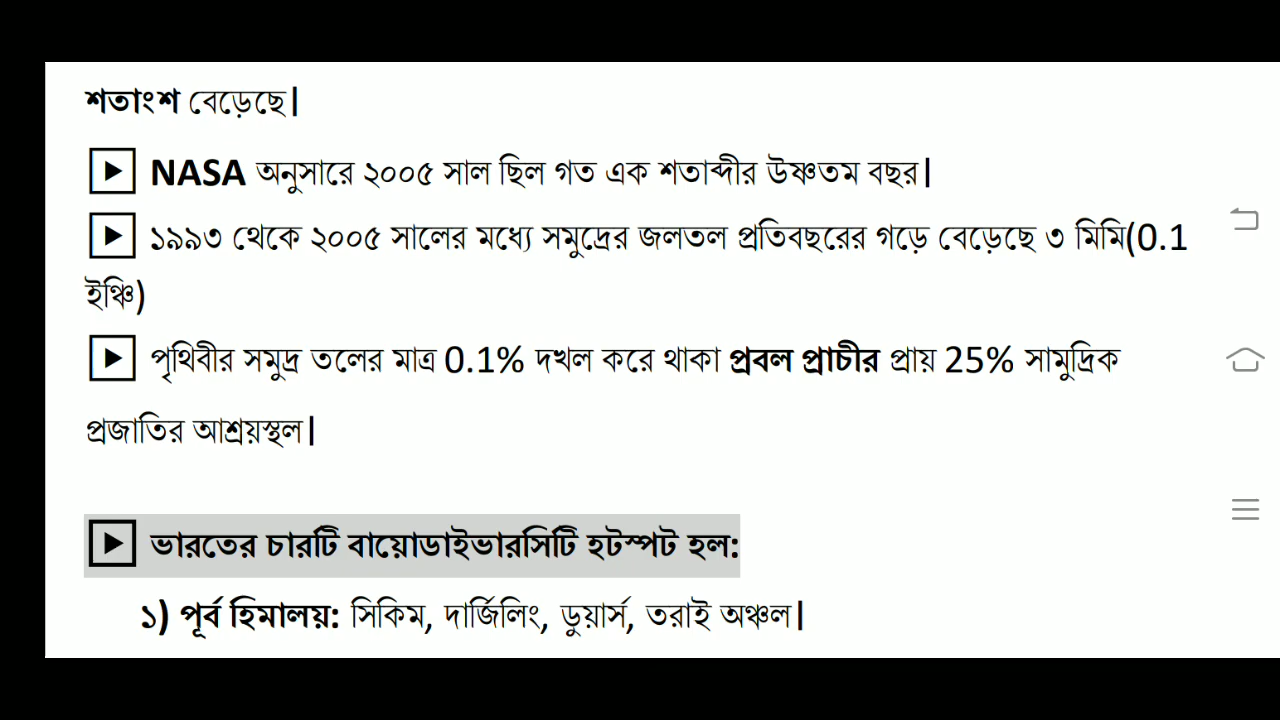 শতাংশ বেড়েছে|
NASA অনুসারে ২০০৫ সাল ছিল গত এক শতাব্দীর উষ্ণতম বছর|
১৯৯৩ থেকে ২০০৫ সালের মধ্যে সমুদ্রের জলতল প্রতিবছরের গড়ে বেড়েছে ৩ মিমি(0.1
ইঞ্চি)
পৃথিবীর সমুদ্র তলের মাত্র 0.1% দখল করে থাকা প্রবল প্রাচীর প্রায় 25% সামুদ্রিক
প্রজাতির আশ্রয়স্থল|
ভারতের চারটি বায়োডাইভারসিটি হটস্পট হল:
১) পূর্ব হিমালয়: সিকিম, দার্জিলিং, ডুয়ার্স, তরাই অঞ্চল|